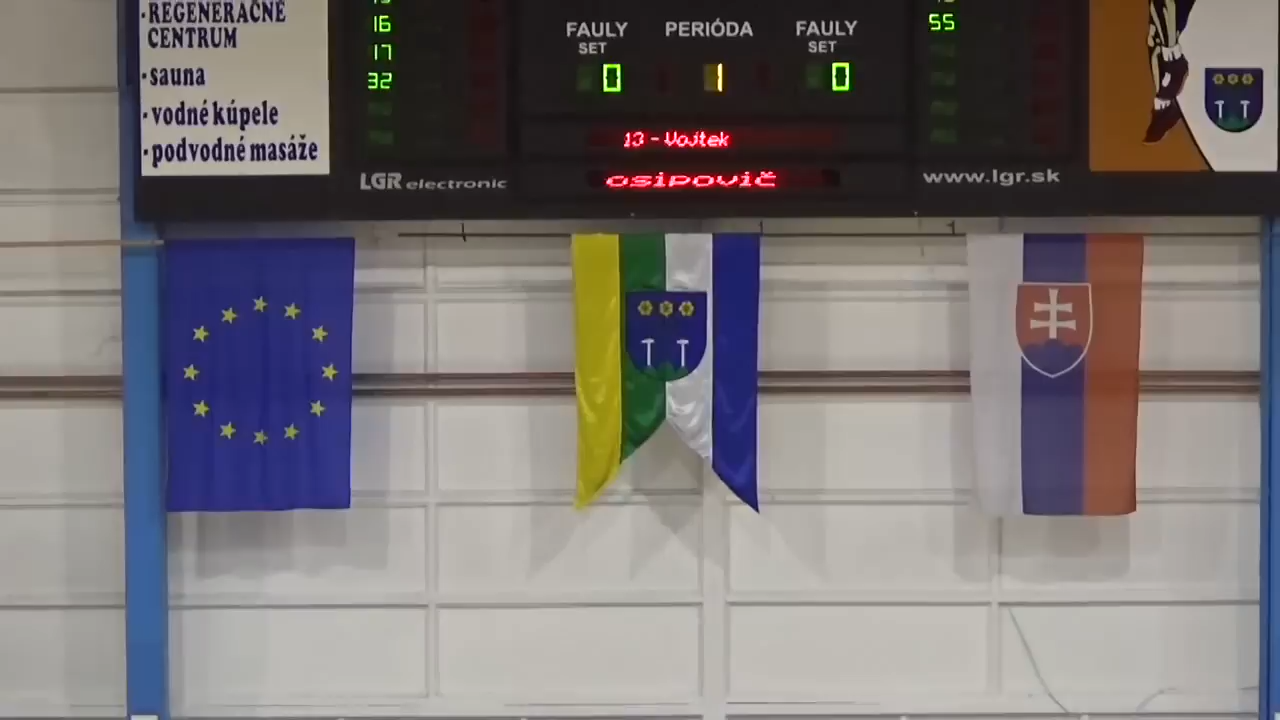 ·REGENERAČNÉ
CENTRUM
·sauna
·vodné kúpele
·podvodné masáže
16
17
32
LGR electronic
FAULY
SET
0
PERIÓDA
1
FAULY
SET
0
13 - Vojtek
osipovič
55
www.lgr.sk